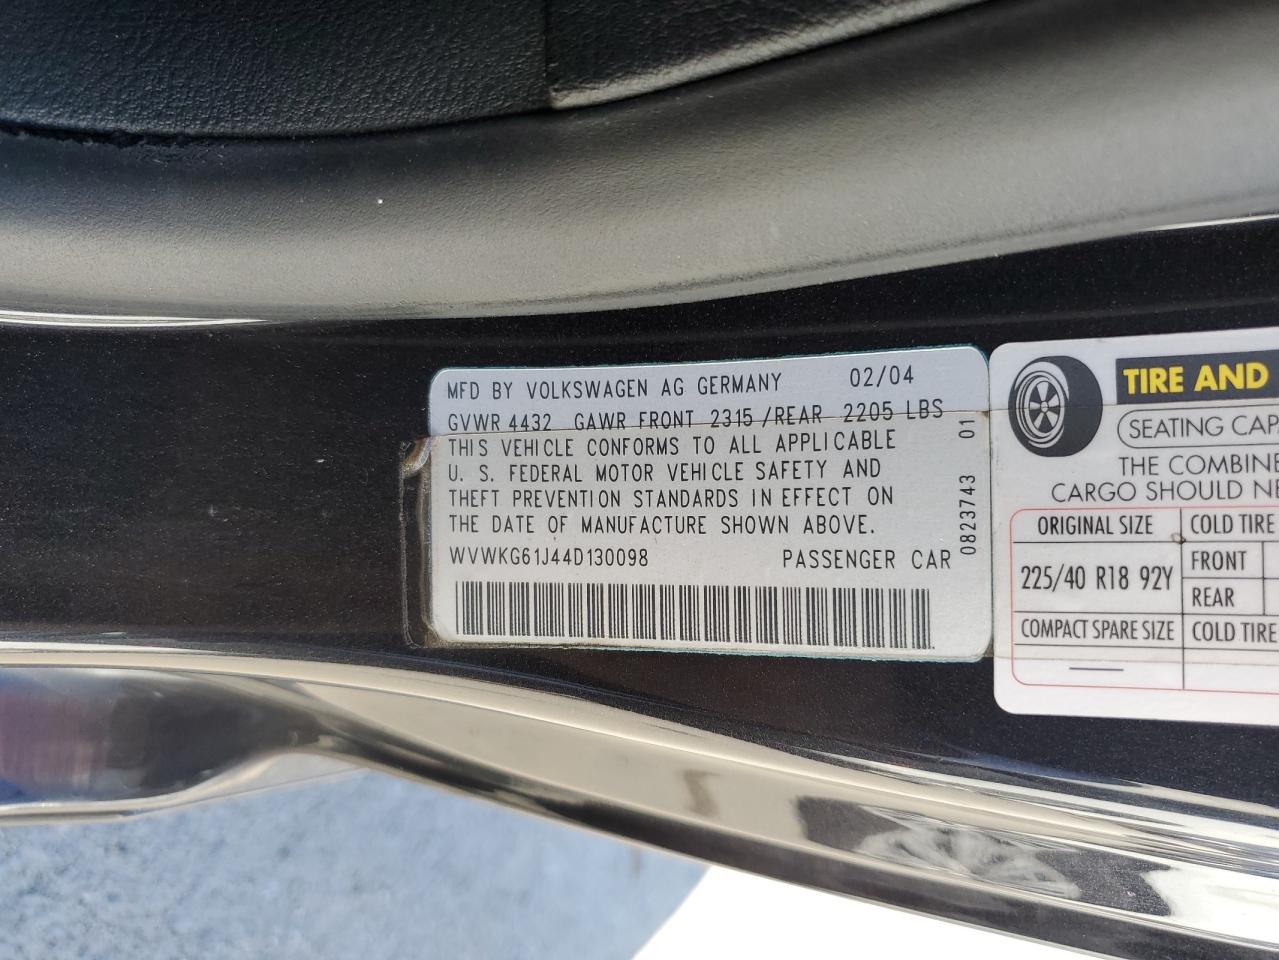 MFD BY VOLKSWAGEN AG GERMANY 02/04
GVWR 4432 GAWR FRONT 2315 /REAR 2205 LBS
THIS VEHICLE CONFORMS TO ALL APPLICABLE
U. S. FEDERAL MOTOR VEHICLE SAFETY AND
THEFT PREVENTION STANDARDS IN EFFECT ON
THE DATE OF MANUFACTURE SHOWN ABOVE.
WVWKG61J44D130098 PASSENGER CAR
0823743 01
TIRE AND
SEATING CAP
THE COMBINE
CARGO SHOULD NE
ORIGINAL SIZE COLD TIRE
225/40 R18 92Y FRONT
REAR
COMPACT SPARE SIZE COLD TIRE